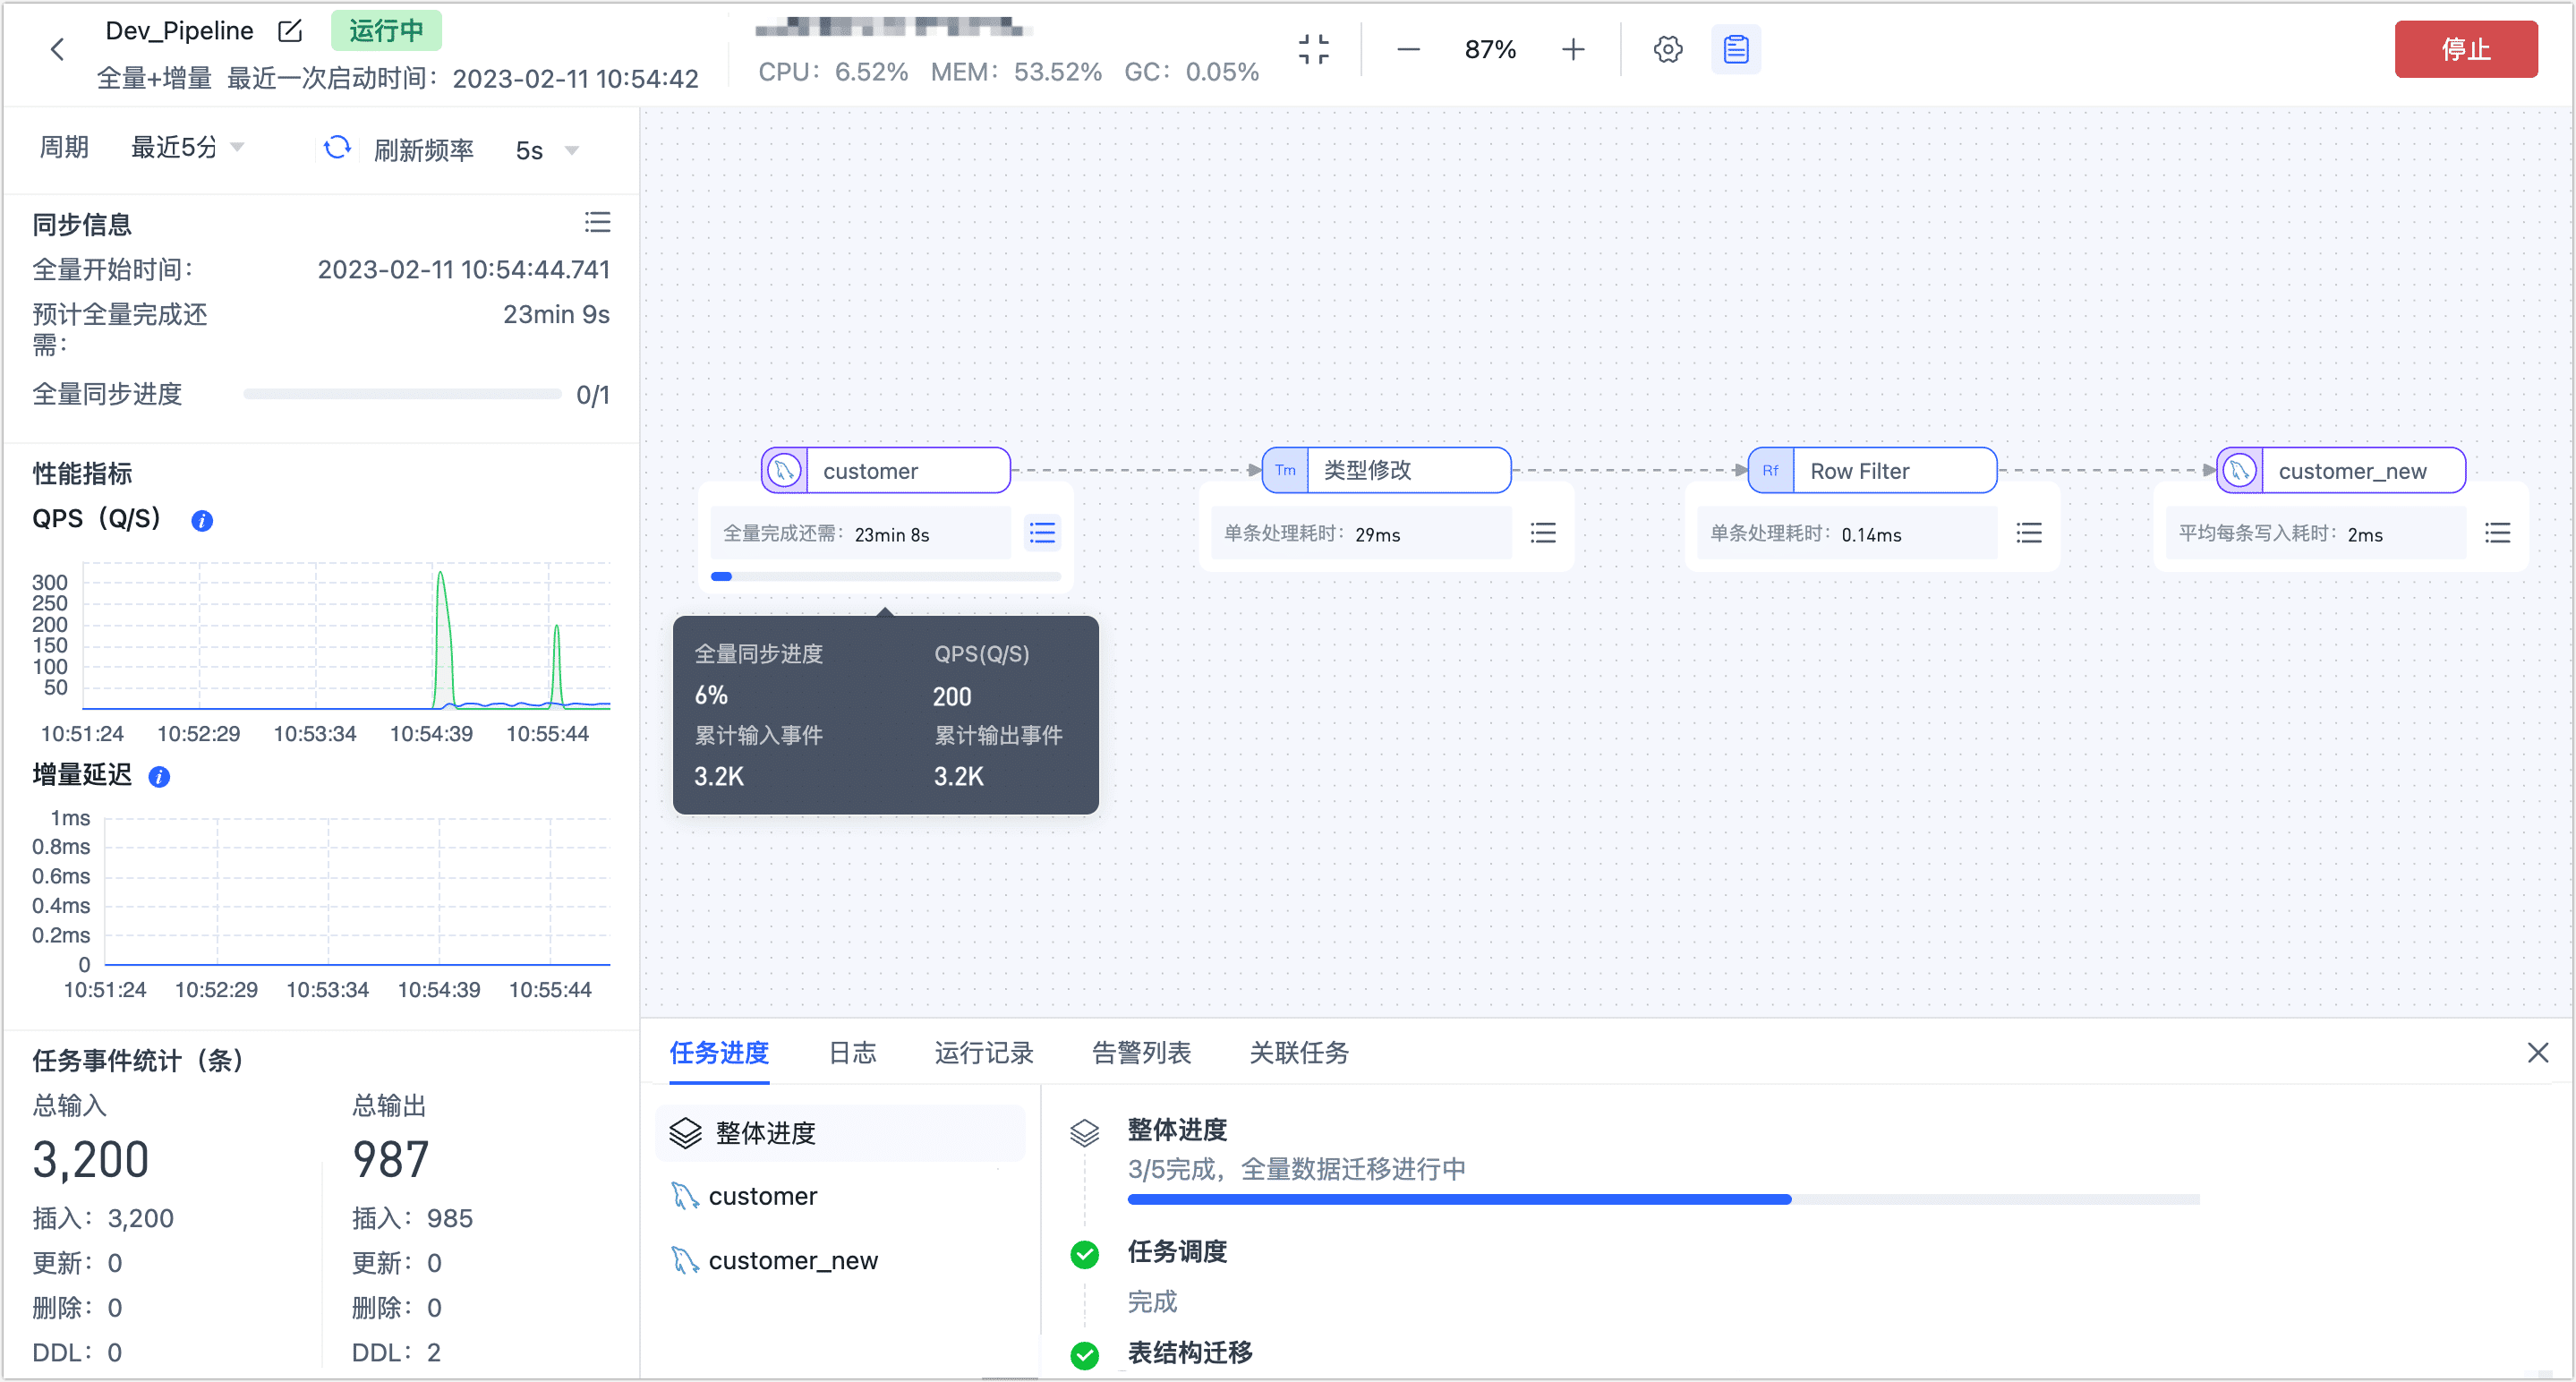 Dev_Pipeline 运行中
全量+增量 最近一次启动时间：2023-02-11 10:54:42
CPU：6.52% MEM：53.52% GC：0.05%
87%
停止
周期 最近5分 刷新频率 5s
同步信息
全量开始时间： 2023-02-11 10:54:44.741
预计全量完成还需： 23min 9s
全量同步进度 0/1
性能指标
QPS（Q/S）
300
250
200
150
100
50
10:51:24 10:52:29 10:53:34 10:54:39 10:55:44
增量延迟
1ms
0.8ms
0.6ms
0.4ms
0.2ms
0
10:51:24 10:52:29 10:53:34 10:54:39 10:55:44
任务事件统计（条）
总输入 总输出
3,200 987
插入：3,200 插入：985
更新：0 更新：0
删除：0 删除：0
DDL：0 DDL：2
customer
全量完成还需：23min 8s
Tm 类型修改
单条处理耗时：29ms
Rf Row Filter
单条处理耗时：0.14ms
customer_new
平均每条写入耗时：2ms
全量同步进度 QPS(Q/S)
6% 200
累计输入事件 累计输出事件
3.2K 3.2K
任务进度 日志 运行记录 告警列表 关联任务
整体进度
customer
customer_new
整体进度
3/5完成，全量数据迁移进行中
任务调度
完成
表结构迁移